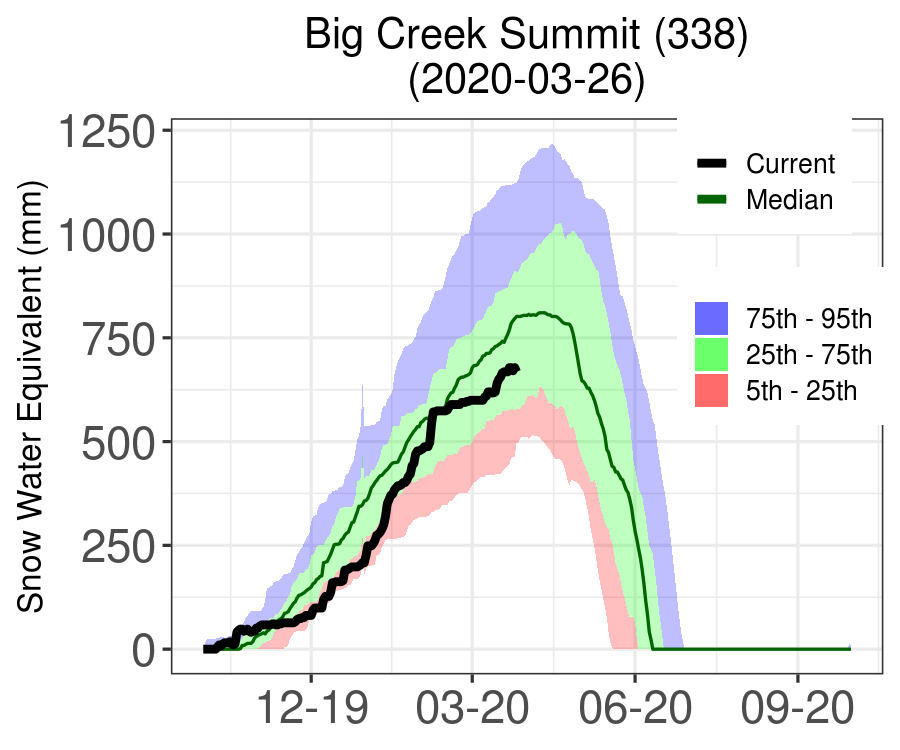 Big Creek Summit (338)
(2020-03-26)
Snow Water Equivalent (mm)
1250
1000
750
500
250
0
12-19
03-20
06-20
09-20
Current
Median
75th - 95th
25th - 75th
5th - 25th